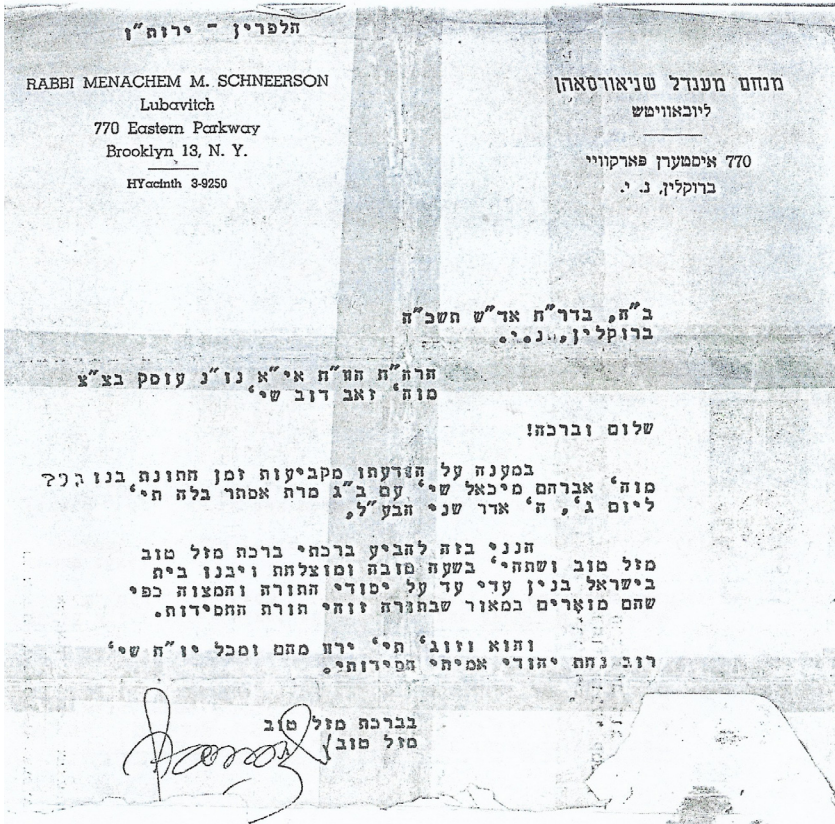 הלפרין - ירות"ו
RABBI MENACHEM M. SCHNEERSON
Lubavitch
770 Eastern Parkway
Brooklyn 13, N. Y.
HYacinth 3-9250
מנחם מענדל שניאורסאהן
ליובאוויטש
770 איסטערן פארקוויי
ברוקלין, נ. י.
ב"ה, בדר"ח אד"ש תשכ"ה
ברוקלין, נ.י.
הרה"ת הוו"ח אי"א נו"נ עוסק בצ"צ
מוה' זאב דוב שי'
שלום וברכה!
במענה על הודעתו מקביעות זמן חתונת בנו
מוה' אברהם מיכאל שי' עם ב"ג מרת אסתר בלה תי'
ליום ג', ה' אדר שני הבע"ל,
הנני בזה להביע ברכתי ברכת מזל טוב
מזל טוב ושתהי' בשעה טובה ומוצלחת ויבנו בית
בישראל בנין עדי עד על יסודי התורה והמצוה כפי
שהם מוארים במאור שבתורה זוהי תורת החסידות.
והוא וזוג' תי' ירוו מהם ומכל יו"ח שי'
רוב נחת יהודי אמיתי חסידותי.
בברכת מזל טוב
מזל טוב